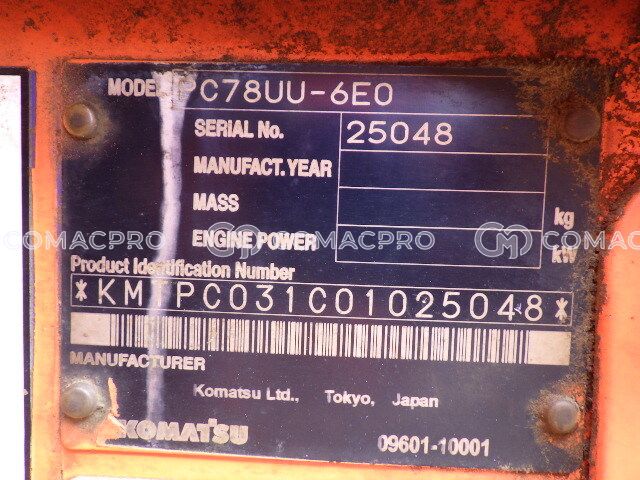 MODEL PC78UU-6E0
SERIAL No. 25048
MANUFACT. YEAR
MASS kg
ENGINE POWER kW
COMACPRO COMACPRO COMACPRO
Product Identification Number
*KMTPC031C01025048*
MANUFACTURER
Komatsu Ltd., Tokyo, Japan
KOMATSU 09601-10001